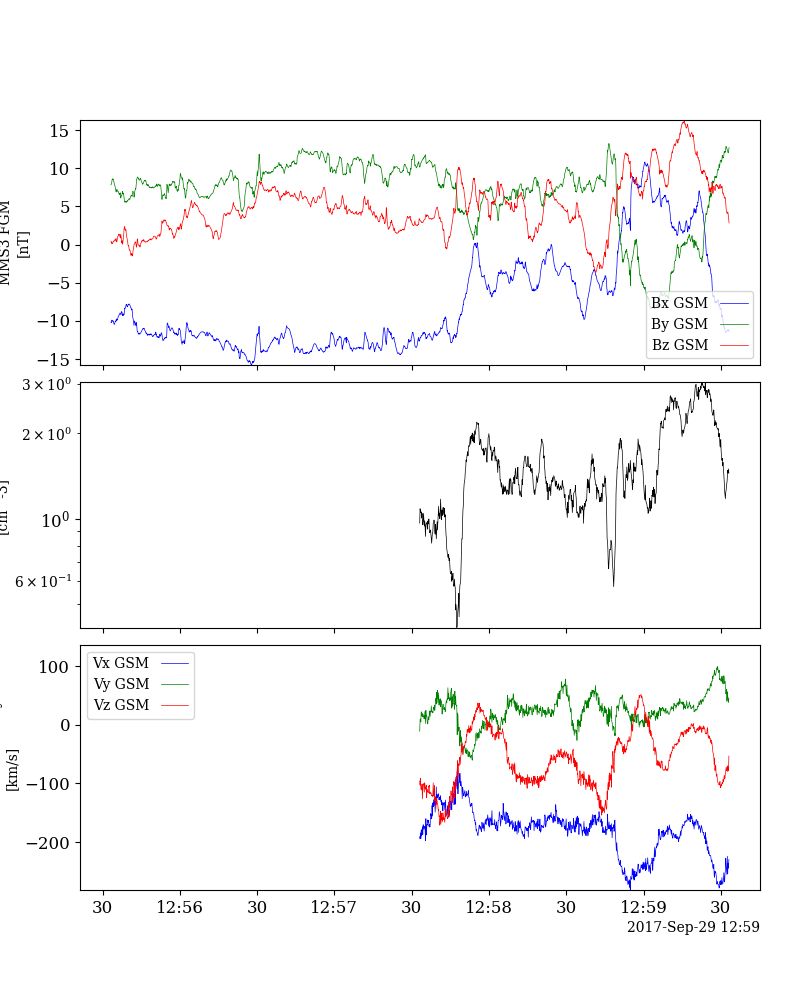 15
10
5
0
−5
−10
−15
MMS3 FGM
[nT]
Bx GSM
By GSM
Bz GSM
3 × 10⁰
2 × 10⁰
10⁰
6 × 10⁻¹
[cm -3]
100
0
−100
−200
[km/s]
Vx GSM
Vy GSM
Vz GSM
30 12:56 30 12:57 30 12:58 30 12:59 30
2017-Sep-29 12:59